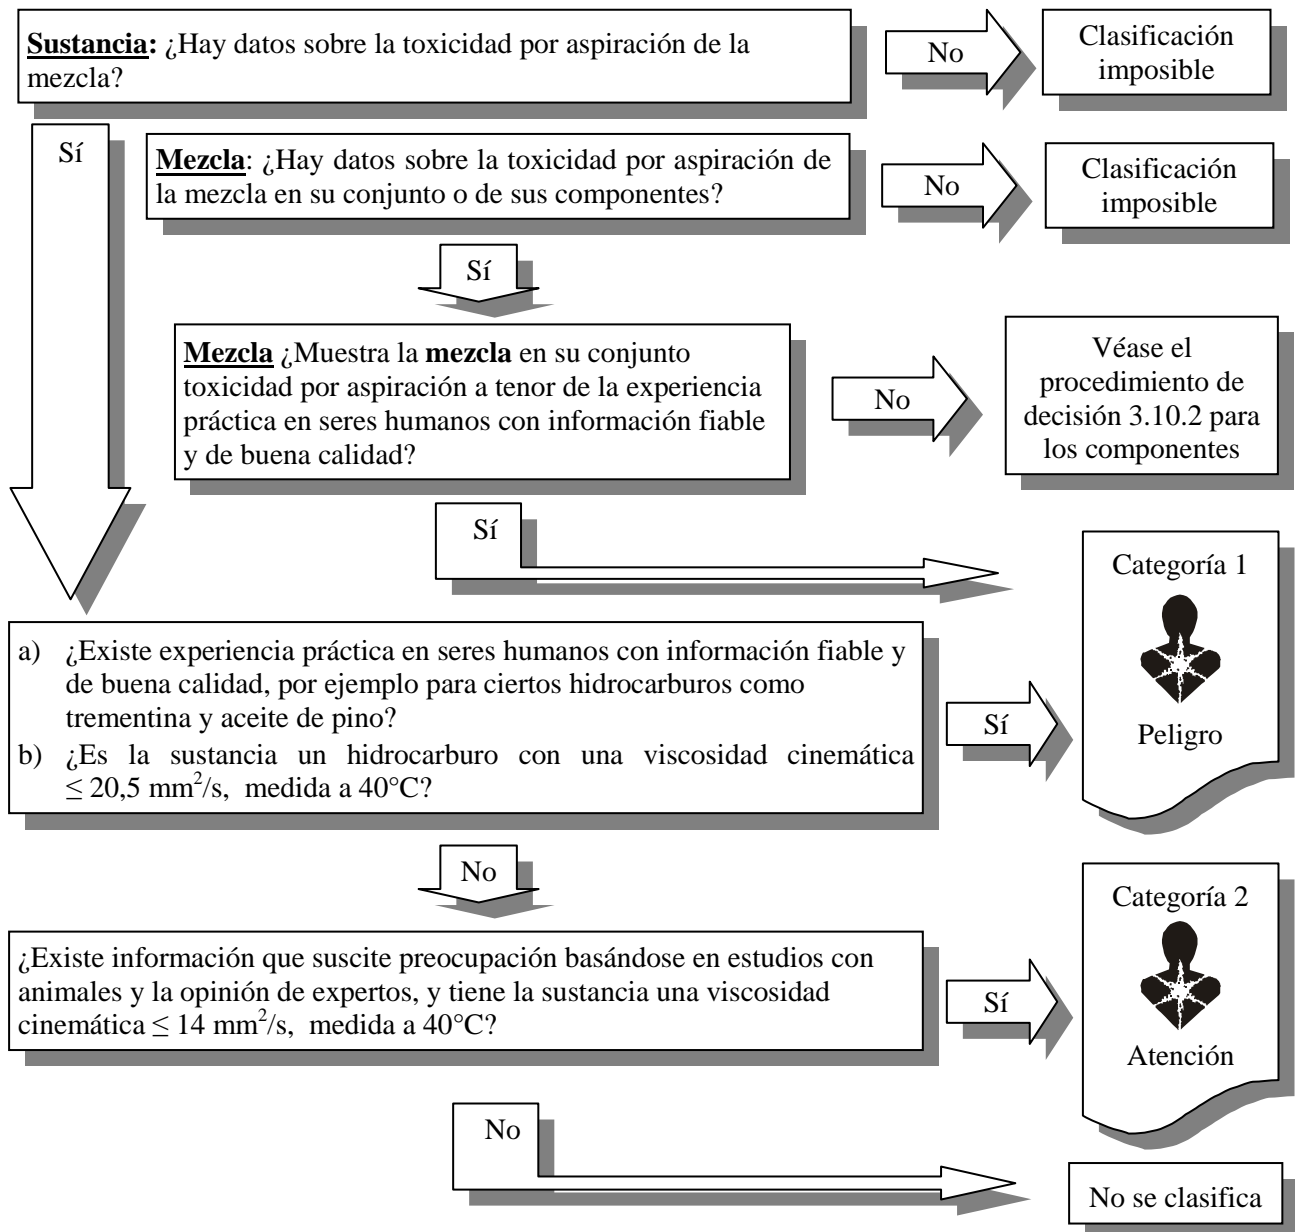 Sustancia: ¿Hay datos sobre la toxicidad por aspiración de la
mezcla?
No
Clasificación
imposible
Sí
Mezcla: ¿Hay datos sobre la toxicidad por aspiración de
la mezcla en su conjunto o de sus componentes?
No
Clasificación
imposible
Sí
Mezcla ¿Muestra la mezcla en su conjunto
toxicidad por aspiración a tenor de la experiencia
práctica en seres humanos con información fiable
y de buena calidad?
No
Véase el
procedimiento de
decisión 3.10.2 para
los componentes
Sí
Categoría 1
Peligro
a) ¿Existe experiencia práctica en seres humanos con información fiable y
de buena calidad, por ejemplo para ciertos hidrocarburos como
trementina y aceite de pino?
b) ¿Es la sustancia un hidrocarburo con una viscosidad cinemática
≤ 20,5 mm²/s, medida a 40°C?
Sí
No
Categoría 2
Atención
¿Existe información que suscite preocupación basándose en estudios con
animales y la opinión de expertos, y tiene la sustancia una viscosidad
cinemática ≤ 14 mm²/s, medida a 40°C?
Sí
No
No se clasifica